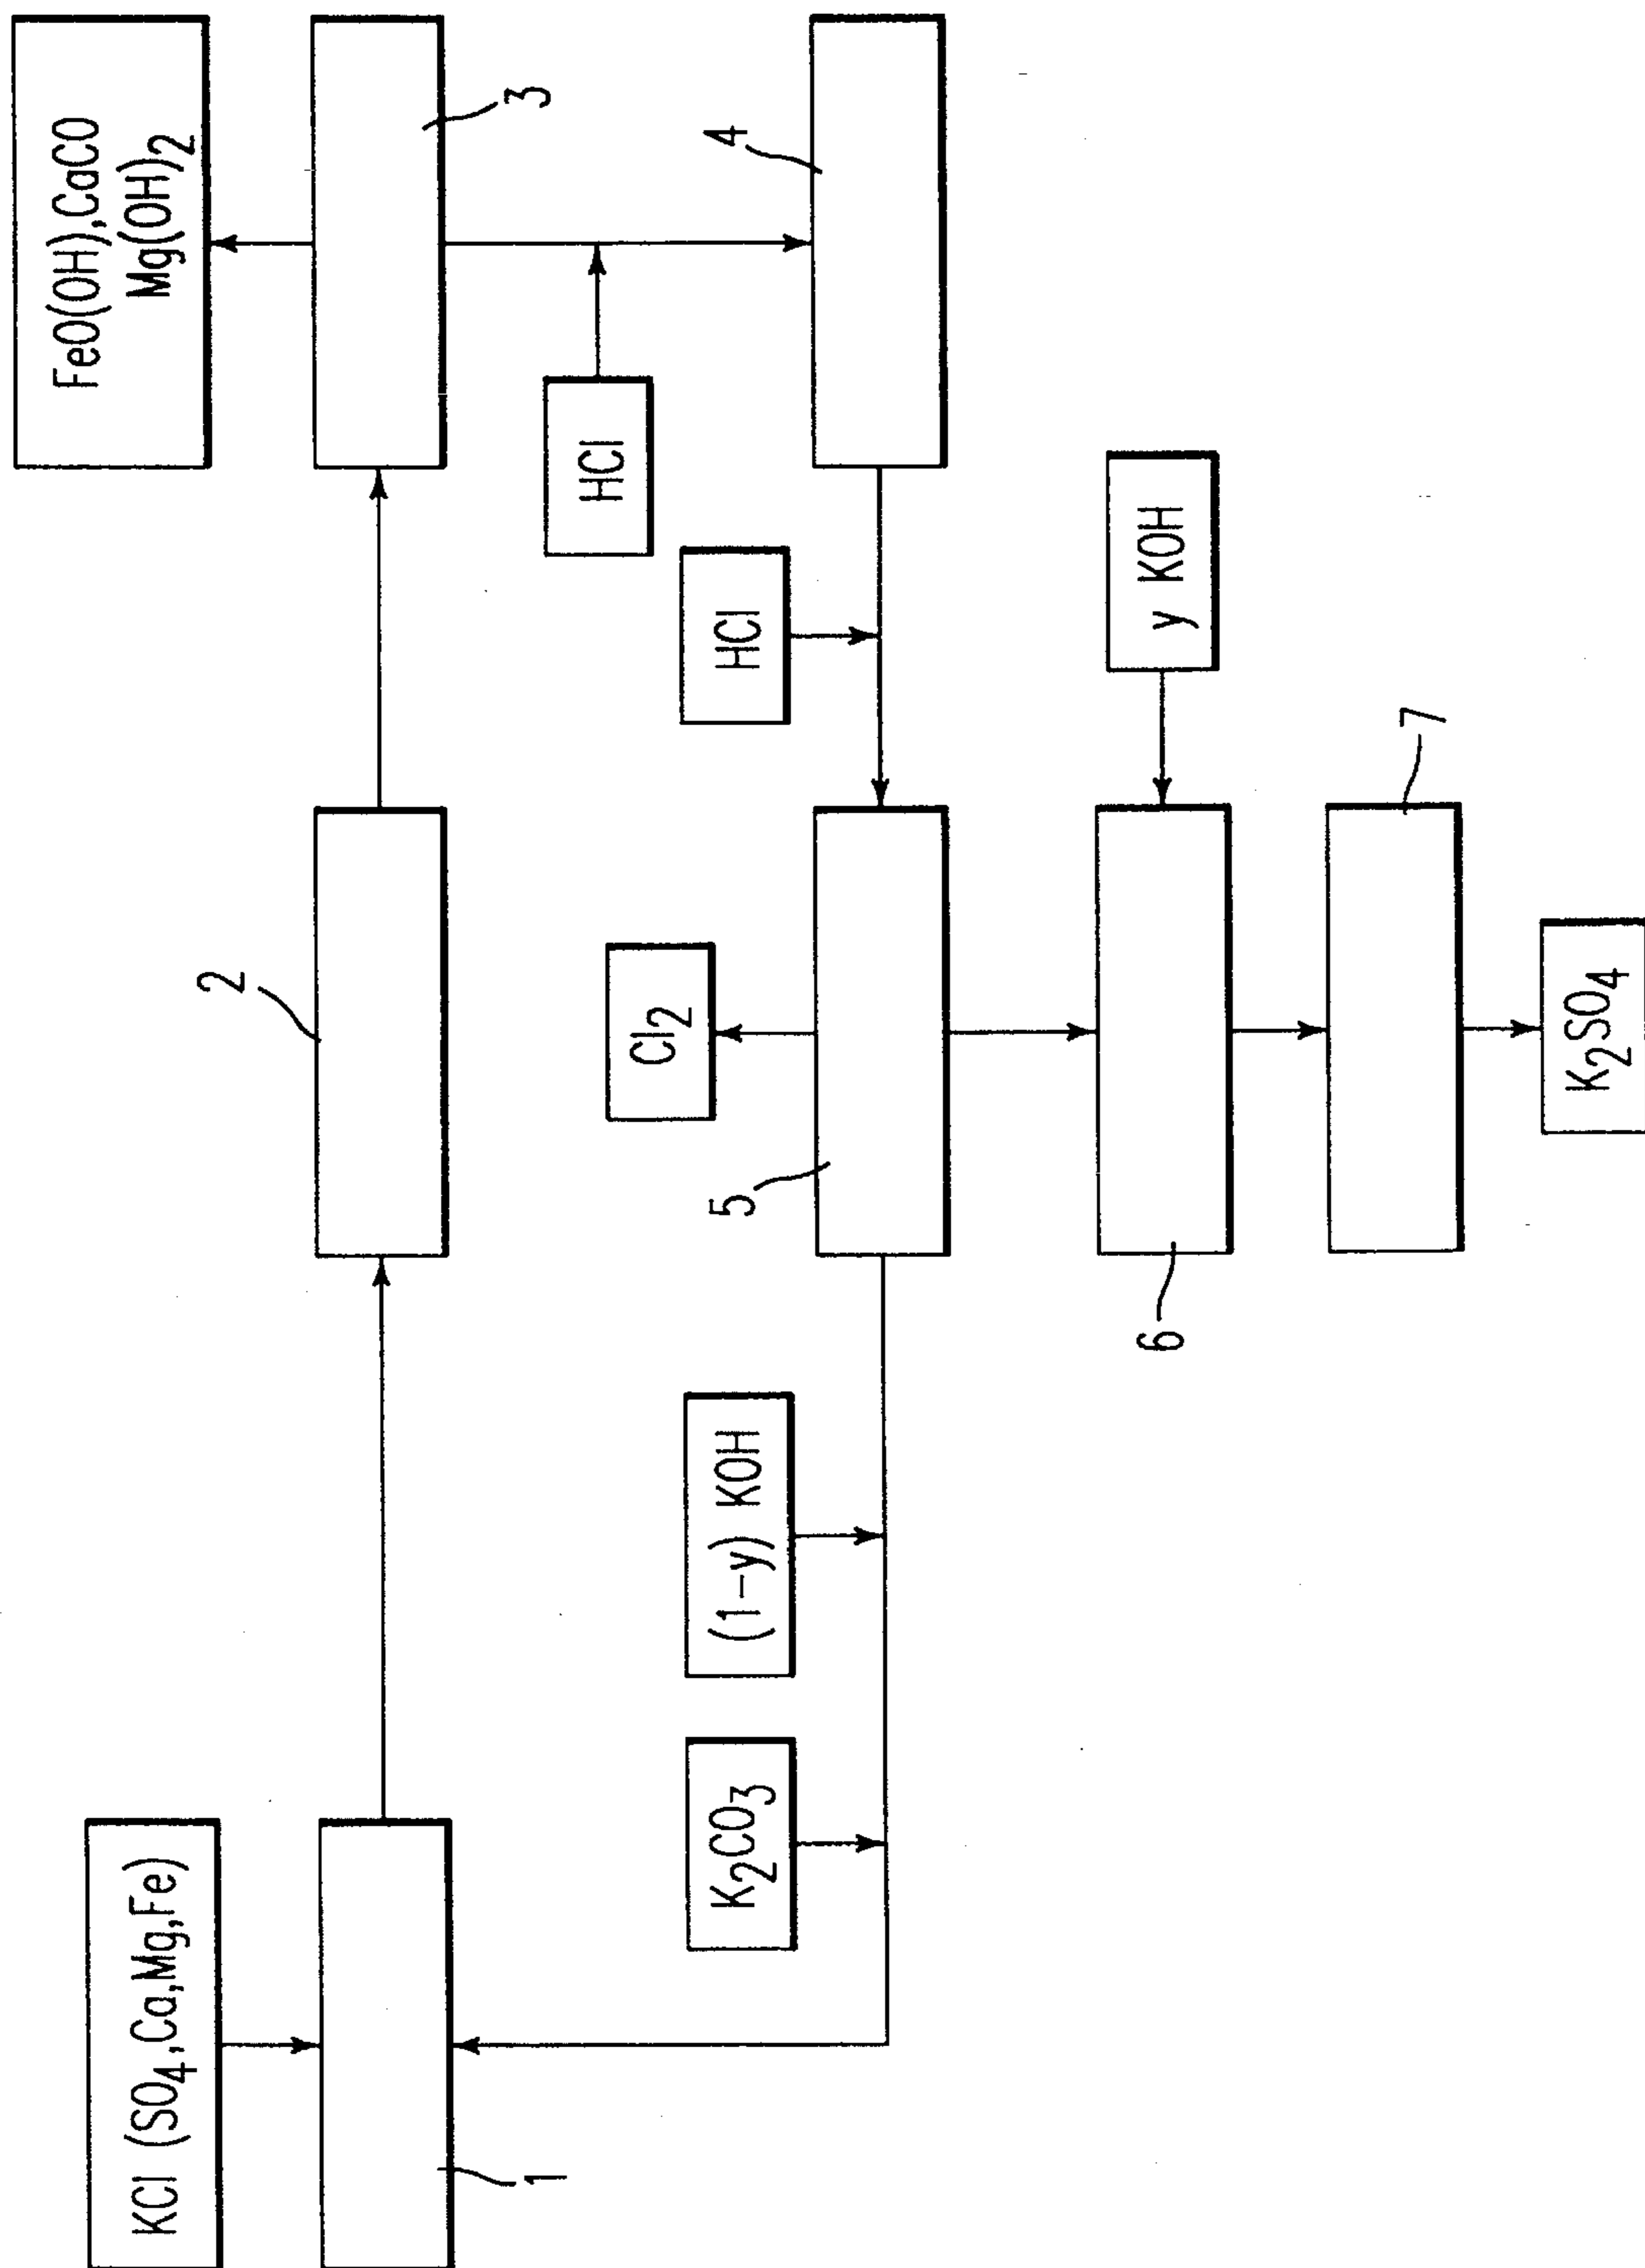 KCl (SO₄,Ca,Mg,Fe)
FeO(OH),CaCO
Mg(OH)₂
2
1
3
HCl
Cl₂
K₂CO₃
(1–y) KOH
5
HCl
4
6
y KOH
7
K₂SO₄